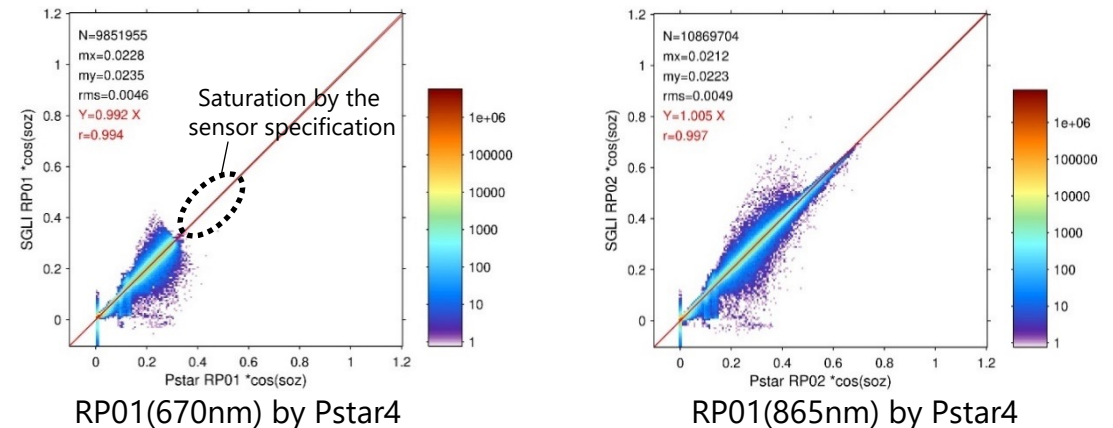 1.2
1
0.8
0.6
0.4
0.2
0
N=9851955
mx=0.0228
my=0.0235
rms=0.0046
Y=0.992 X
r=0.994
Saturation by the
sensor specification
SGLI RP01 *cos(soz)
0 0.2 0.4 0.6 0.8 1 1.2
Pstar RP01 *cos(soz)
1e+06
100000
10000
1000
100
10
1
RP01(670nm) by Pstar4
1.2
1
0.8
0.6
0.4
0.2
0
N=10869704
mx=0.0212
my=0.0223
rms=0.0049
Y=1.005 X
r=0.997
SGLI RP02 *cos(soz)
0 0.2 0.4 0.6 0.8 1 1.2
Pstar RP02 *cos(soz)
1e+06
100000
10000
1000
100
10
1
RP01(865nm) by Pstar4